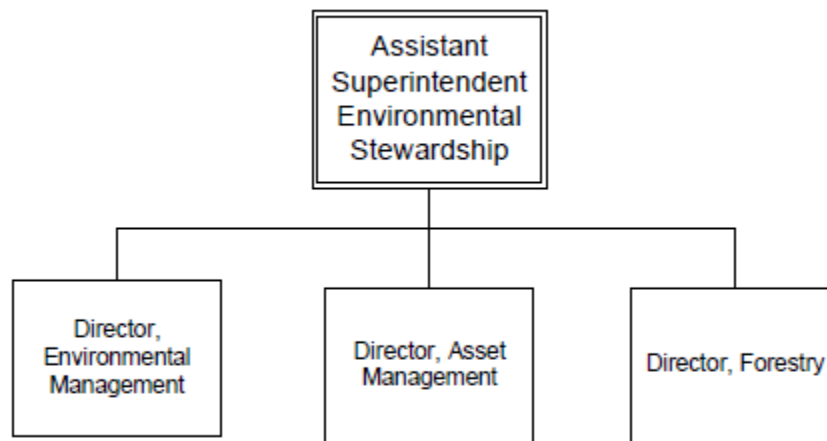 Assistant
Superintendent
Environmental
Stewardship
Director,
Environmental
Management
Director, Asset
Management
Director, Forestry